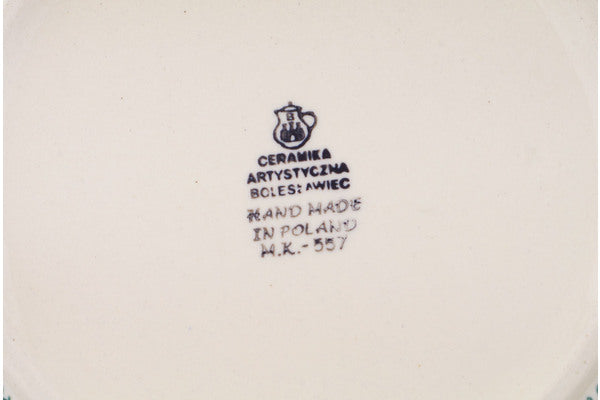 CERAMIKA
ARTYSTYCZNA
BOLESŁAWIEC
HAND MADE
IN POLAND
M.K.-557